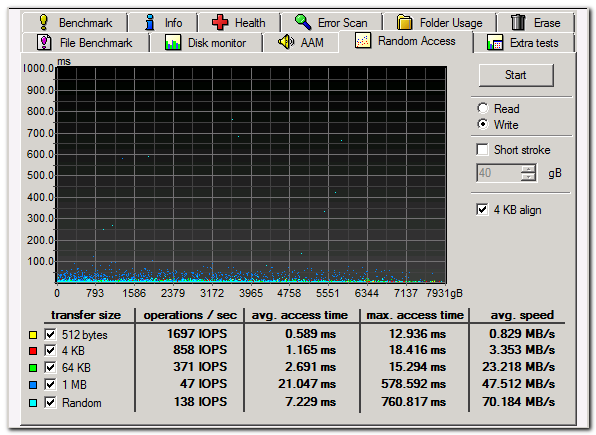 Benchmark Info Health Error Scan Folder Usage Erase
File Benchmark Disk monitor AAM Random Access Extra tests
ms
1000.0
900.0
800.0
700.0
600.0
500.0
400.0
300.0
200.0
100.0
0 793 1586 2379 3172 3965 4758 5551 6344 7137 7931gB
Start
Read
Write
Short stroke
40 gB
4 KB align
transfer size operations / sec avg. access time max. access time avg. speed
512 bytes 1697 IOPS 0.589 ms 12.936 ms 0.829 MB/s
4 KB 858 IOPS 1.165 ms 18.416 ms 3.353 MB/s
64 KB 371 IOPS 2.691 ms 15.294 ms 23.218 MB/s
1 MB 47 IOPS 21.047 ms 578.592 ms 47.512 MB/s
Random 138 IOPS 7.229 ms 760.817 ms 70.184 MB/s